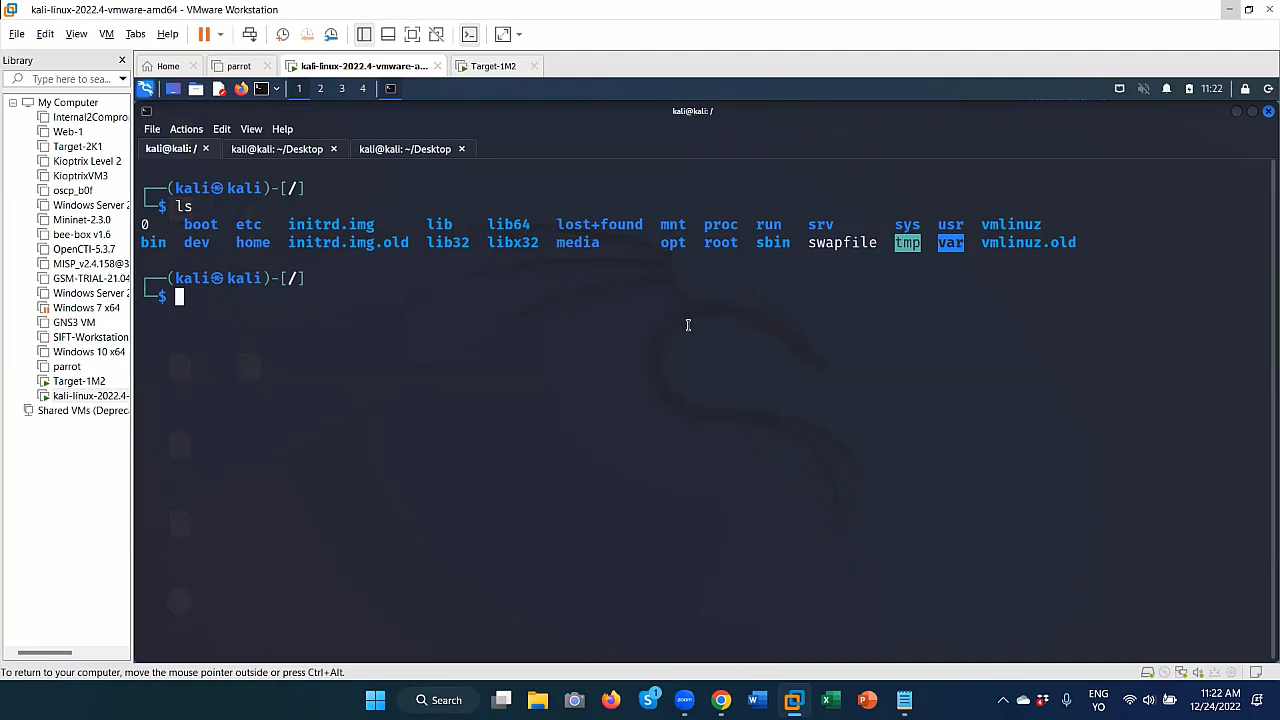 kali-linux-2022.4-vmware-amd64 - VMware Workstation
File Edit View VM Tabs Help
Library
Type here to sea...
Home
parrot
kali-linux-2022.4-vmware-a...
Target-1M2
My Computer
Internal2Compro
Web-1
Target-2K1
Kioptrix Level 2
KioptrixVM3
oscp_b0f
Windows Server 2
Mininet-2.3.0
bee-box v1.6
OpenCTI-5.3.7
MISP_v2.4.158@3
GSM-TRIAL-21.04
Windows Server 2
Windows 7 x64
GNS3 VM
SIFT-Workstation
Windows 10 x64
parrot
Target-1M2
kali-linux-2022.4-
Shared VMs (Deprec
1 2 3 4
11:22
kali@kali: /
File Actions Edit View Help
kali@kali: /
kali@kali: ~/Desktop
kali@kali: ~/Desktop
(kali㉿kali)-[/]
$ ls
0 boot etc initrd.img lib lib64 lost+found mnt proc run srv sys usr vmlinuz
bin dev home initrd.img.old lib32 libx32 media opt root sbin swapfile tmp var vmlinuz.old
(kali㉿kali)-[/]
$
To return to your computer, move the mouse pointer outside or press Ctrl+Alt.
Search
1
zoom
ENG
YO
11:22 AM
12/24/2022